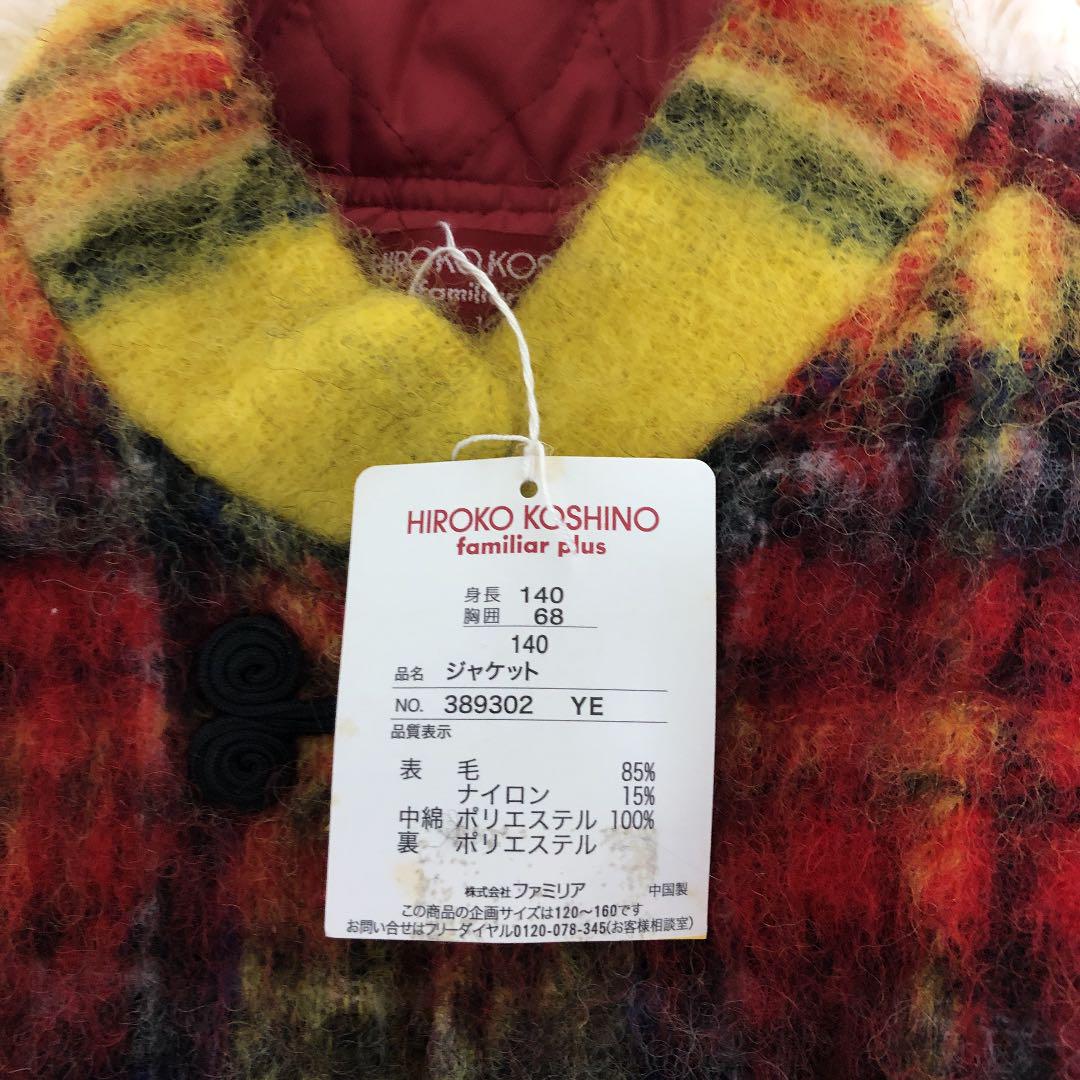 HIROKO KOS
familiar
HIROKO KOSHINO
familiar plus
身長 140
胸囲 68
140
品名 ジャケット
NO. 389302 YE
品質表示
表 毛 85%
ナイロン 15%
中綿 ポリエステル 100%
裏 ポリエステル
株式会社 ファミリア 中国製
この商品の企画サイズは120〜160です
お問い合せはフリーダイヤル0120-078-345(お客様相談室)